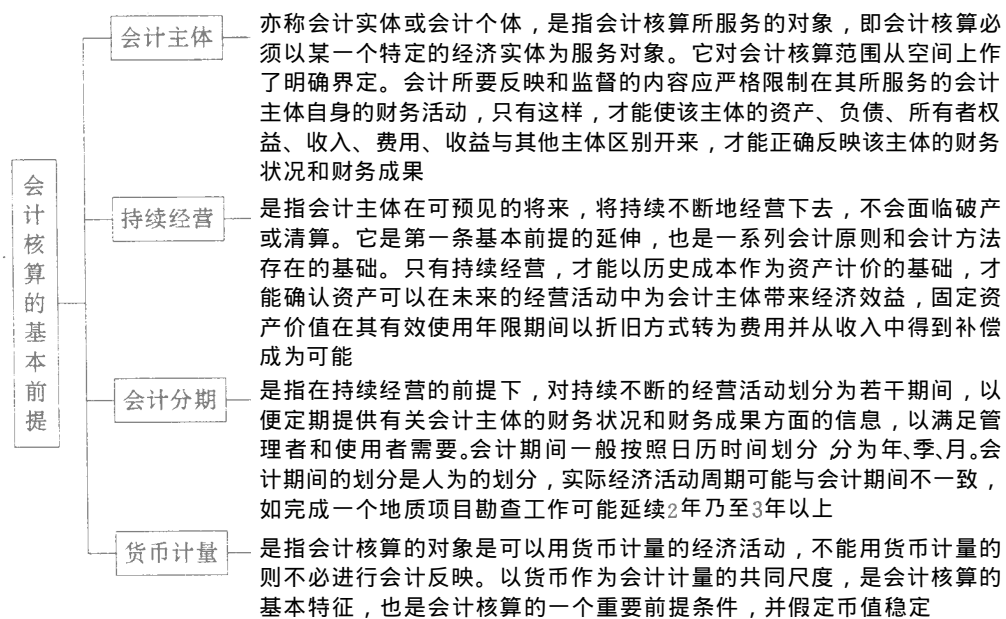 会计核算的基本前提
会计主体
亦称会计实体或会计个体，是指会计核算所服务的对象，即会计核算必
须以某一个特定的经济实体为服务对象。它对会计核算范围从空间上作
了明确界定。会计所要反映和监督的内容应严格限制在其所服务的会计
主体自身的财务活动，只有这样，才能使该主体的资产、负债、所有者权
益、收入、费用、收益与其他主体区别开来，才能正确反映该主体的财务
状况和财务成果
持续经营
是指会计主体在可预见的将来，将持续不断地经营下去，不会面临破产
或清算。它是第一条基本前提的延伸，也是一系列会计原则和会计方法
存在的基础。只有持续经营，才能以历史成本作为资产计价的基础，才
能确认资产可以在未来的经营活动中为会计主体带来经济效益，固定资
产价值在其有效使用年限期间以折旧方式转为费用并从收入中得到补偿
成为可能
会计分期
是指在持续经营的前提下，对持续不断的经营活动划分为若干期间，以
便定期提供有关会计主体的财务状况和财务成果方面的信息，以满足管
理者和使用者需要。会计期间一般按照日历时间划分，分为年、季、月。会
计期间的划分是人为的划分，实际经济活动周期可能与会计期间不一致，
如完成一个地质项目勘查工作可能延续2年乃至3年以上
货币计量
是指会计核算的对象是可以用货币计量的经济活动，不能用货币计量的
则不必进行会计反映。以货币作为会计计量的共同尺度，是会计核算的
基本特征，也是会计核算的一个重要前提条件，并假定币值稳定